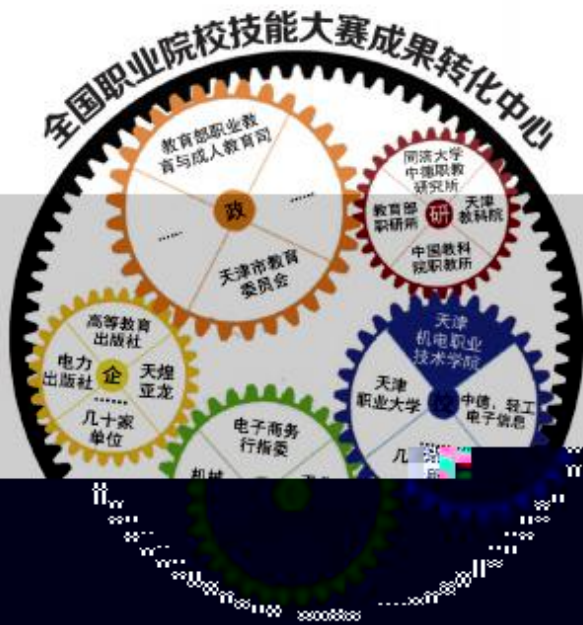 全国职业院校技能大赛成果转化中心
教育部职业教
育与成人教育司
......
政
......
天津市教育
委员会
同济大学
中德职教
研究所
教育部
职研所
研
天津
教科院
中国教科
院职教所
高等教育
出版社
电力
出版社
企
天煌
亚龙
......
几十家
单位
天津
机电职业
技术学院
天津
职业大学
中德，轻工
电子信息
......
电子商务
行指委
机械